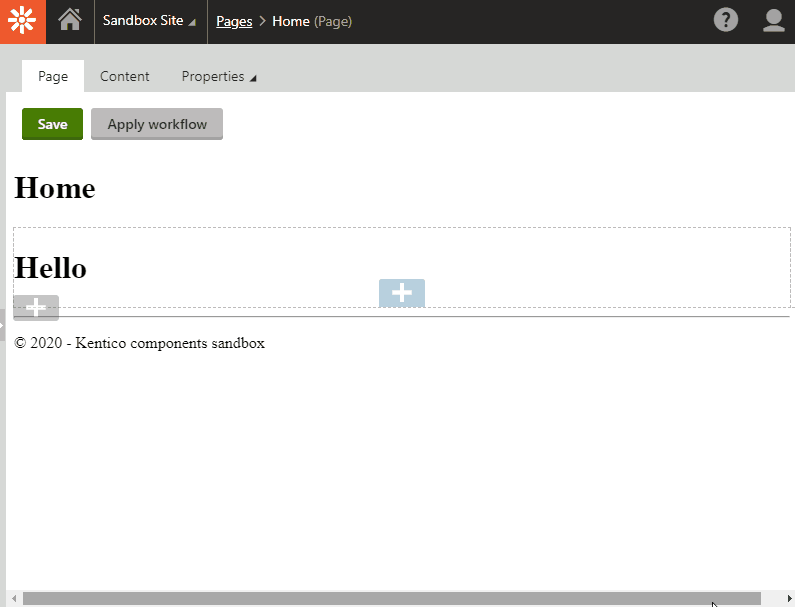 Sandbox Site Pages > Home (Page) ?
Page Content Properties
Save Apply workflow
Home
Hello
© 2020 - Kentico components sandbox